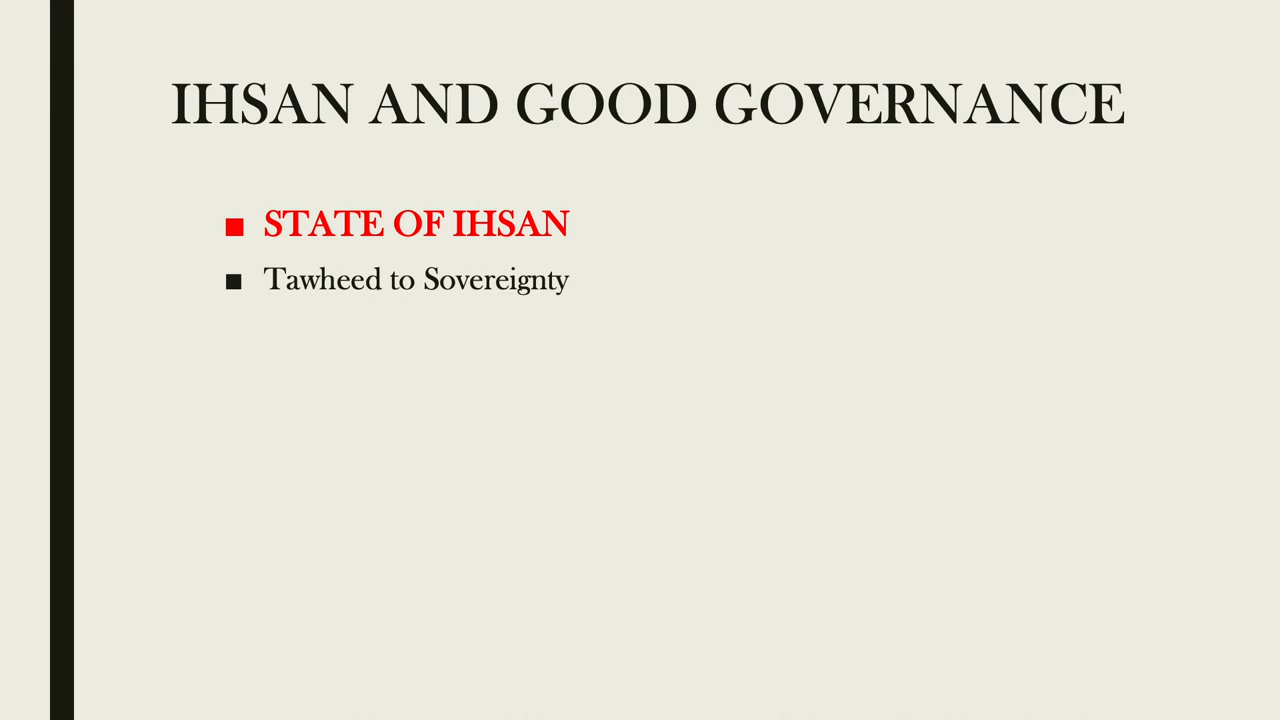 IHSAN AND GOOD GOVERNANCE
▪ STATE OF IHSAN
▪ Tawheed to Sovereignty